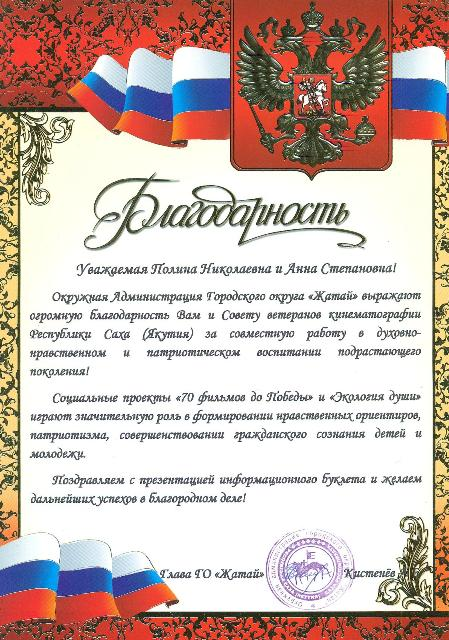 Благодарность
Уважаемая Полина Николаевна и Анна Степановна!
Окружная Администрация Городского округа «Жатай» выражают
огромную благодарность Вам и Совету ветеранов кинематографии
Республики Саха (Якутия) за совместную работу в духовно-
нравственном и патриотическом воспитании подрастающего
поколения!
Социальные проекты «70 фильмов до Победы» и «Экология души»
играют значительную роль в формировании нравственных ориентиров,
патриотизма, совершенствовании гражданского сознания детей и
молодежи.
Поздравляем с презентацией информационного Буклета и желаем
дальнейших успехов в благородном деле!
Глава ГО «Жатай» Кистенёв